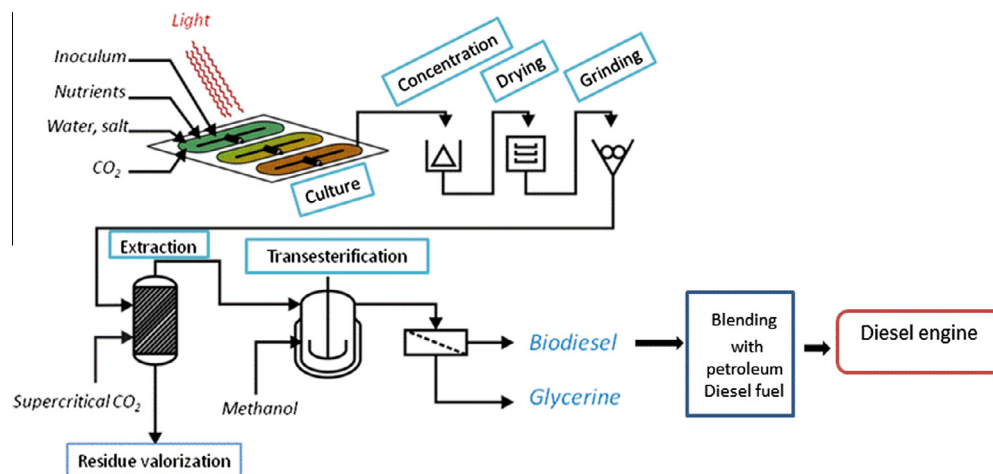 Light
Inoculum
Nutrients
Water, salt
CO₂
Culture
Concentration
Drying
Grinding
Extraction
Transesterification
Supercritical CO₂
Methanol
Residue valorization
Biodiesel
Glycerine
Blending
with
petroleum
Diesel fuel
Diesel engine